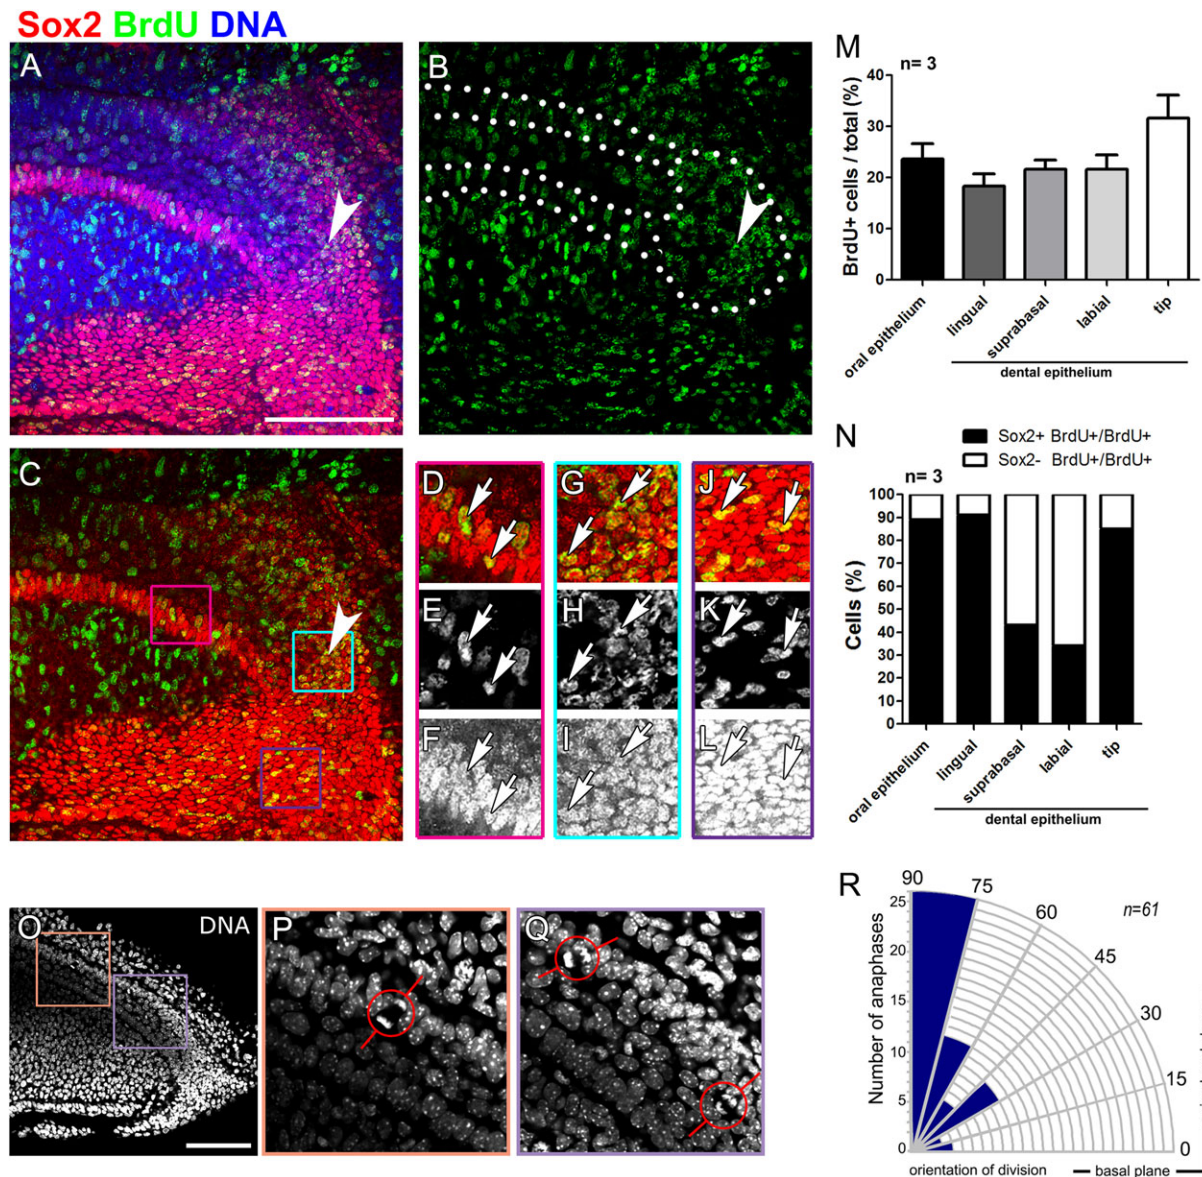 Sox2 BrdU DNA
A
B
C
D
E
F
G
H
I
J
K
L
M
n= 3
BrdU+ cells / total (%)
40
30
20
10
0
oral epithelium
lingual
suprabasal
labial
tip
dental epithelium
N
Sox2+ BrdU+/BrdU+
Sox2- BrdU+/BrdU+
n= 3
Cells (%)
100
90
80
70
60
50
40
30
20
10
0
oral epithelium
lingual
suprabasal
labial
tip
dental epithelium
O
DNA
P
Q
R
90
75
60
45
30
15
0
n=61
Number of anaphases
25
20
15
10
5
0
orientation of division
basal plane